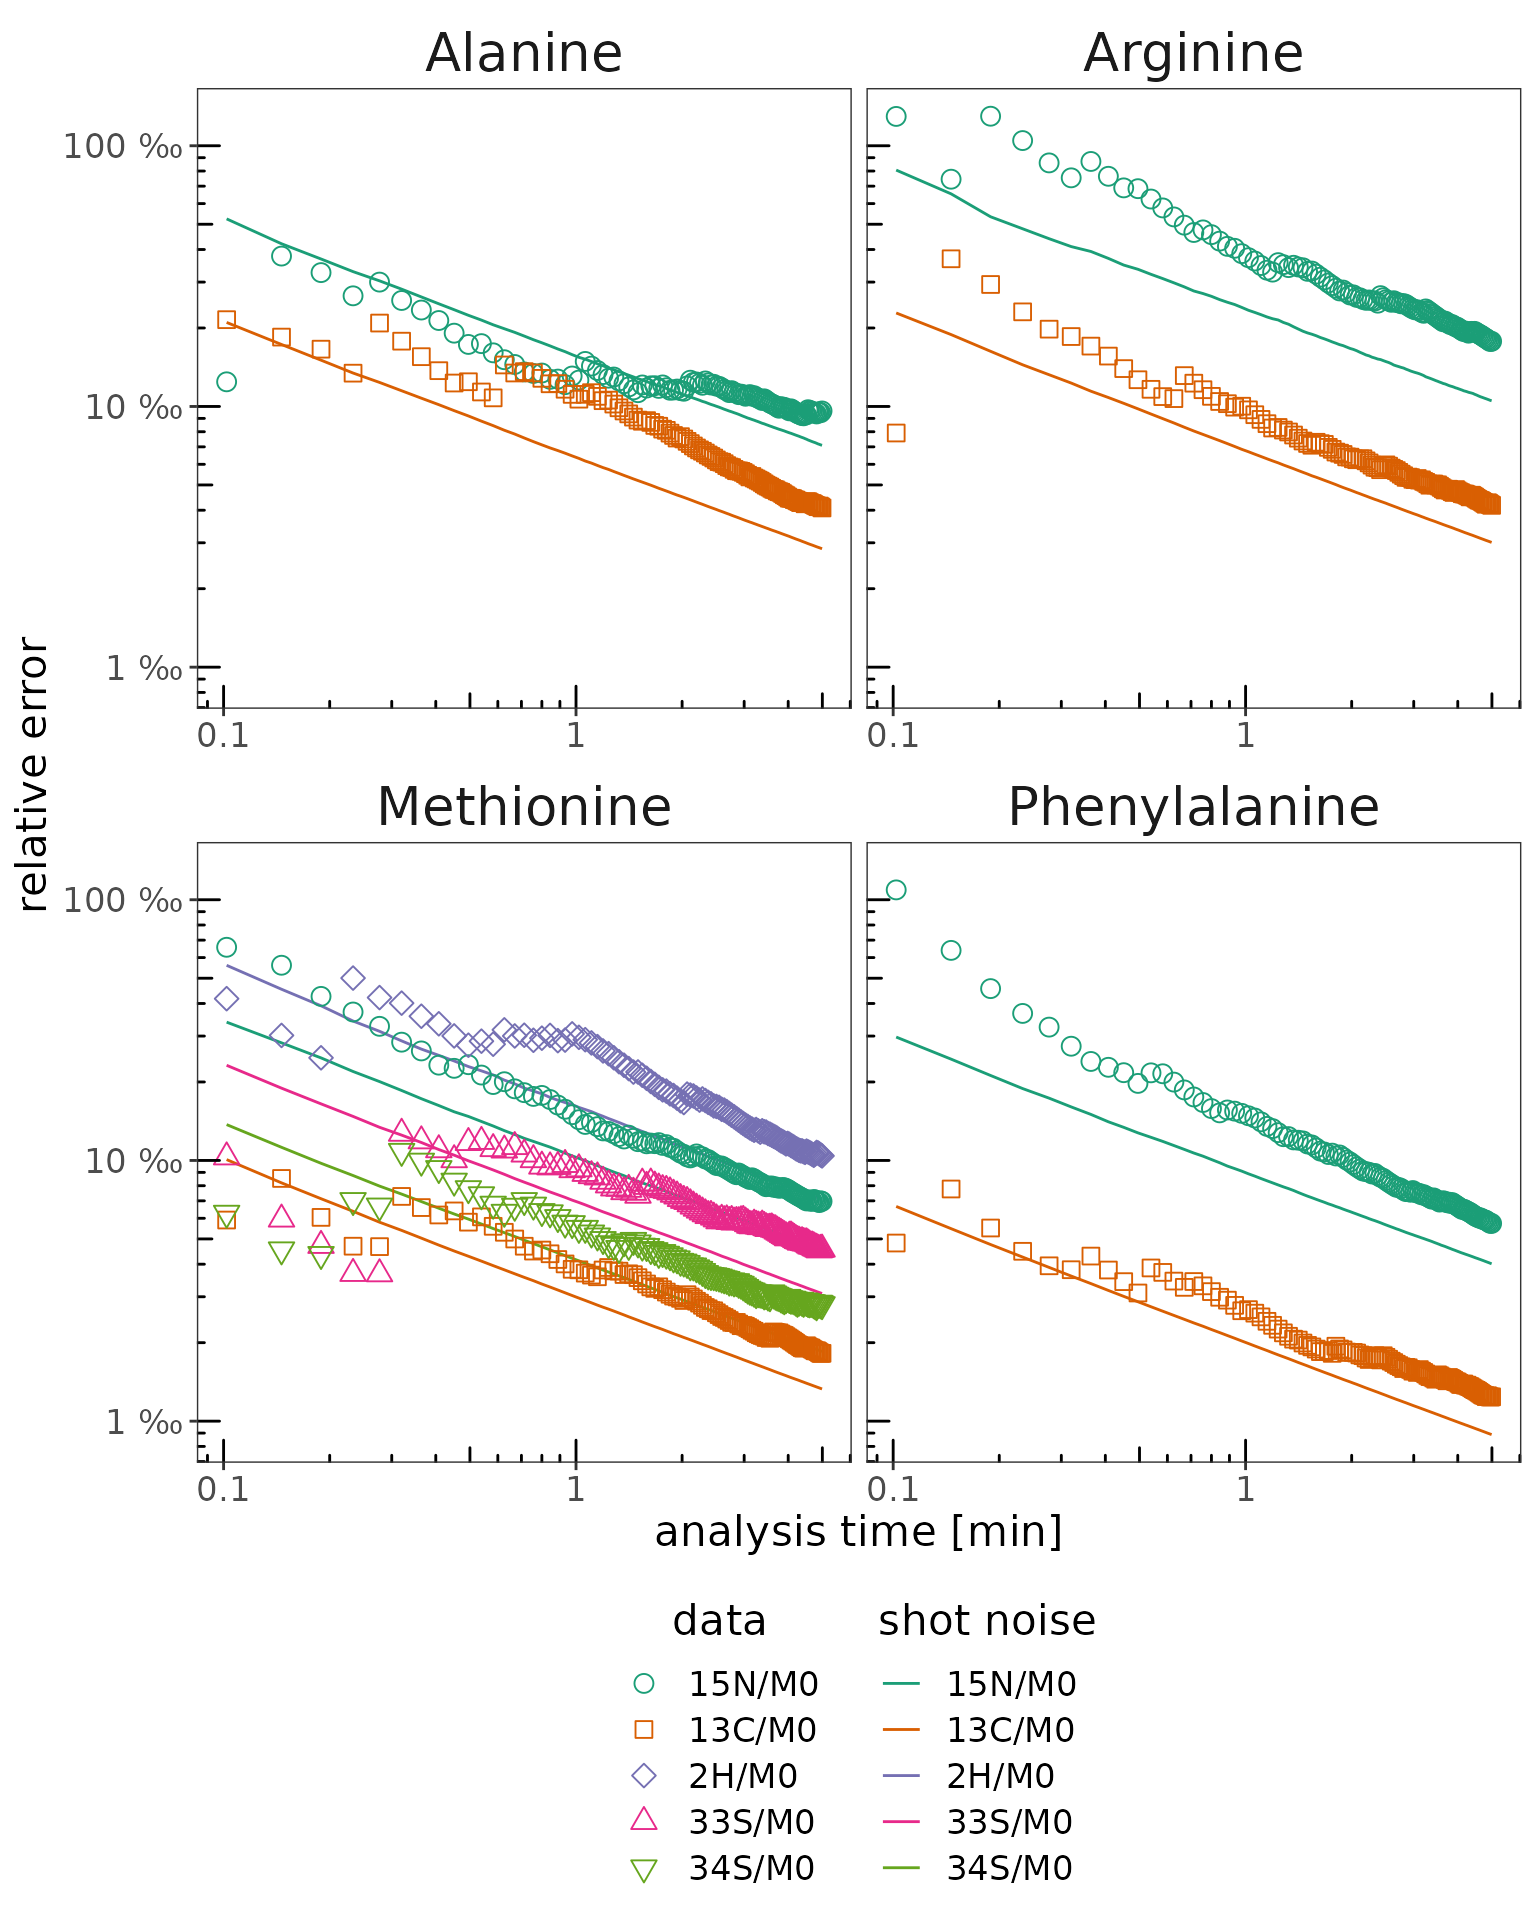 Alanine
Arginine
100 ‰
10 ‰
1 ‰
0.1
1
0.1
1
relative error
Methionine
Phenylalanine
100 ‰
10 ‰
1 ‰
0.1
1
0.1
1
analysis time [min]
data
shot noise
15N/M0
15N/M0
13C/M0
13C/M0
2H/M0
2H/M0
33S/M0
33S/M0
34S/M0
34S/M0